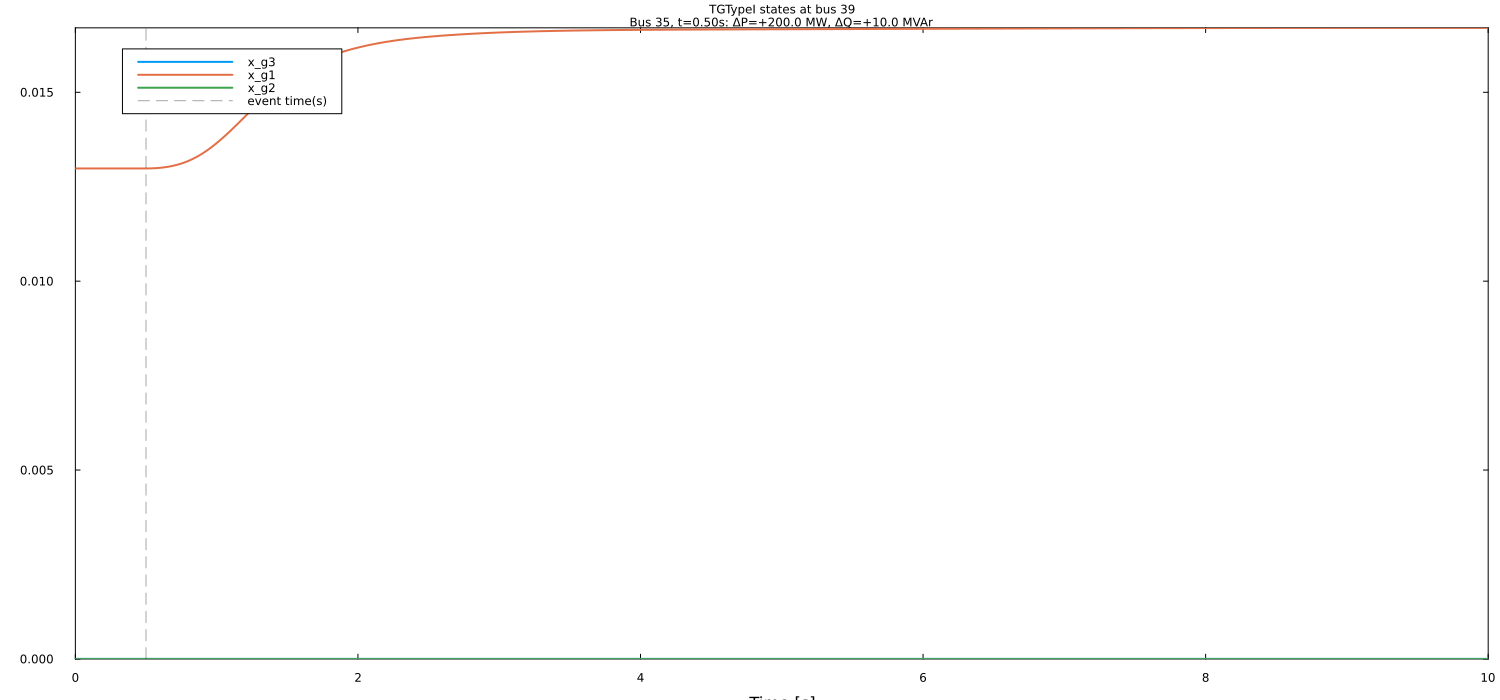 TGTypeI states at bus 39
Bus 35, t=0.50s: ΔP=+200.0 MW, ΔQ=+10.0 MVAr
x_g3
x_g1
x_g2
event time(s)
0.015
0.010
0.005
0.000
0 2 4 6 8 10
Time [s]